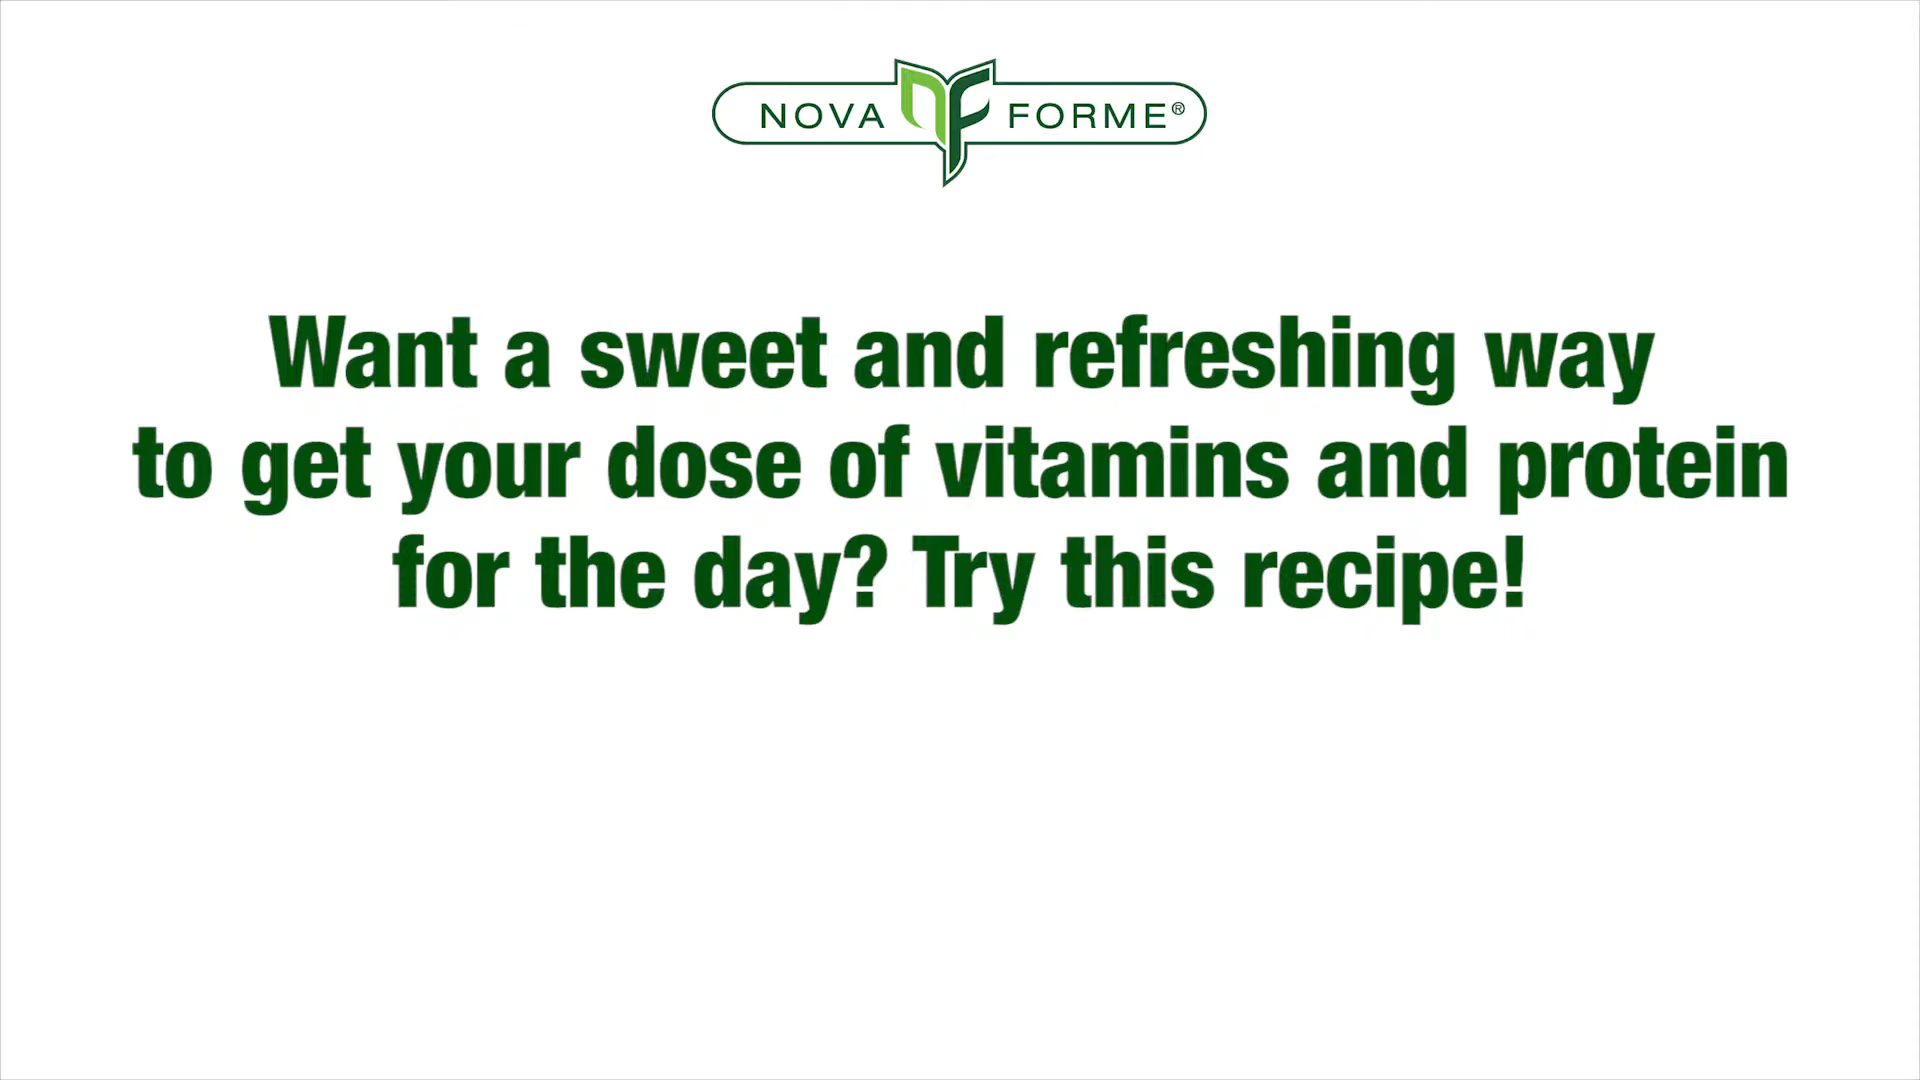 NOVA nF FORME®
Want a sweet and refreshing way
to get your dose of vitamins and protein
for the day? Try this recipe!